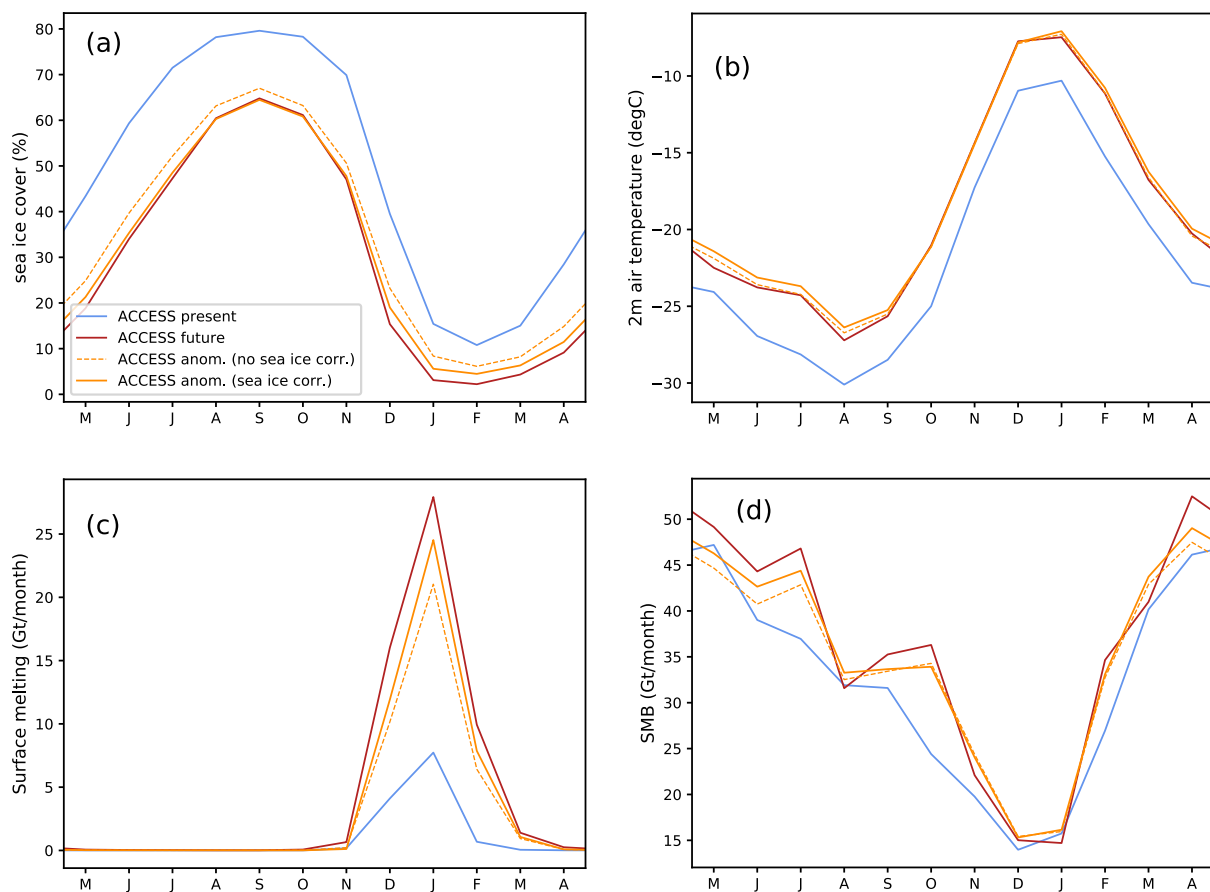 (a)
sea ice cover (%)
80
70
60
50
40
30
20
10
0
ACCESS present
ACCESS future
ACCESS anom. (no sea ice corr.)
ACCESS anom. (sea ice corr.)
M J J A S O N D J F M A
(b)
2m air temperature (degC)
−10
−15
−20
−25
−30
M J J A S O N D J F M A
(c)
Surface melting (Gt/month)
25
20
15
10
5
0
M J J A S O N D J F M A
(d)
SMB (Gt/month)
50
45
40
35
30
25
20
15
M J J A S O N D J F M A